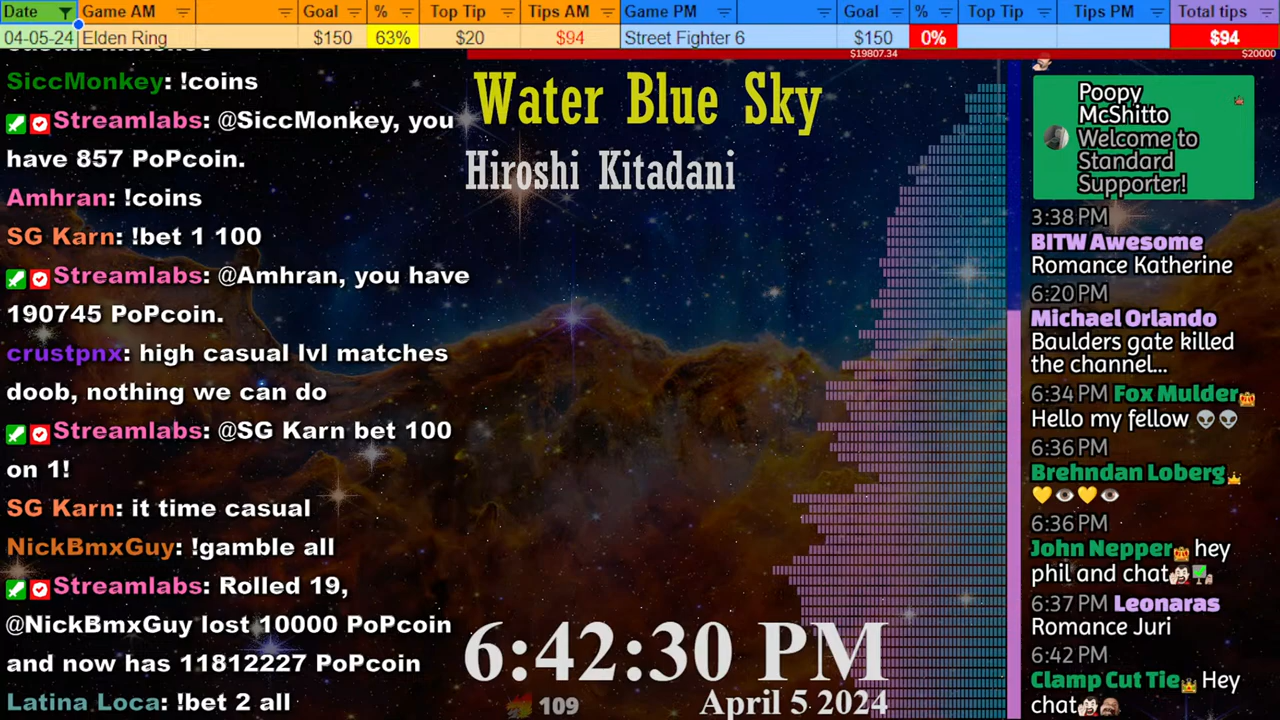 Date Game AM Goal % Top Tip Tips AM Game PM Goal % Top Tip Tips PM Total tips
04-05-24 Elden Ring $150 63% $20 $94 Street Fighter 6 $150 0% $94
$19807.34 $20000
casual matches
SiccMonkey: !coins
Streamlabs: @SiccMonkey, you
have 857 PoPcoin.
Amhran: !coins
SG Karn: !bet 1 100
Streamlabs: @Amhran, you have
190745 PoPcoin.
crustpnx: high casual lvl matches
doob, nothing we can do
Streamlabs: @SG Karn bet 100
on 1!
SG Karn: it time casual
NickBmxGuy: !gamble all
Streamlabs: Rolled 19,
@NickBmxGuy lost 10000 PoPcoin
and now has 11812227 PoPcoin
Latina Loca: !bet 2 all
Water Blue Sky
Hiroshi Kitadani
6:42:30 PM
109 April 5 2024
Poopy
McShitto
Welcome to
Standard
Supporter!
3:38 PM
BITW Awesome
Romance Katherine
6:20 PM
Michael Orlando
Baulders gate killed
the channel...
6:34 PM Fox Mulder
Hello my fellow 👽👽
6:36 PM
Brehndan Loberg
💛👁💛👁
6:36 PM
John Nepper hey
phil and chat
6:37 PM Leonaras
Romance Juri
6:42 PM
Clamp Cut Tie Hey
chat